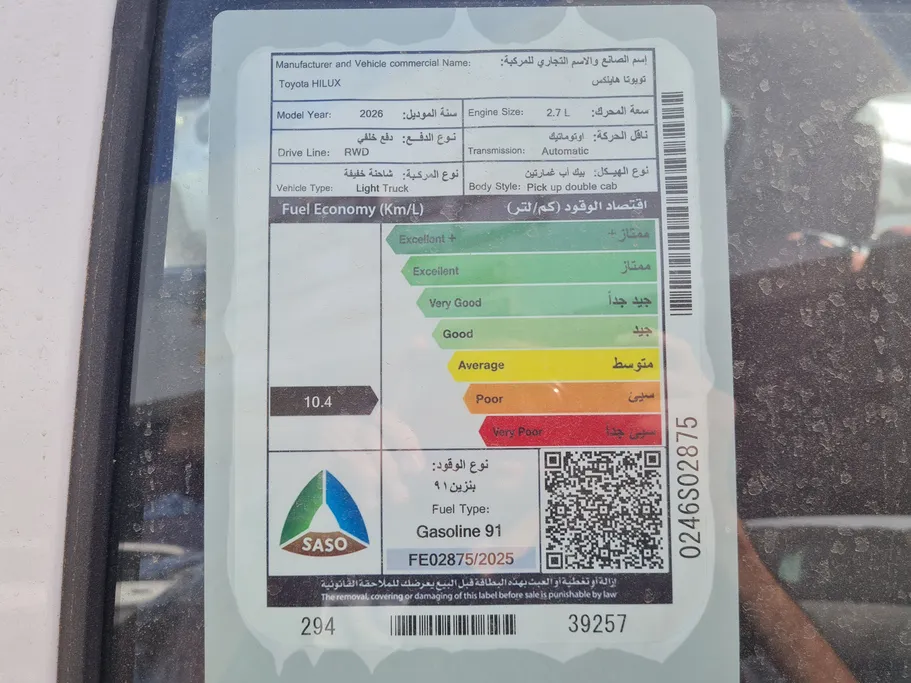 Manufacturer and Vehicle commercial Name: إسم الصانع والاسم التجاري للمركبة:
Toyota HILUX تويوتا هايلكس
Model Year: 2026 سنة الموديل:
Engine Size: 2.7 L سعة المحرك:
نوع الدفع: دفع خلفي
Drive Line: RWD
ناقل الحركة: اوتوماتيك
Transmission: Automatic
نوع المركبة: شاحنة خفيفة
Vehicle Type: Light Truck
نوع الهيكل: بيك أب غمارتين
Body Style: Pick up double cab
Fuel Economy (Km/L) اقتصاد الوقود (كم/لتر)
Excellent + ممتاز+
Excellent ممتاز
Very Good جيد جداً
Good جيد
Average متوسط
10.4
Poor سيئ
Very Poor سيئ جداً
SASO
نوع الوقود:
بنزين ٩١
Fuel Type:
Gasoline 91
FE02875/2025
إزالة أو تغطية أو العبث بهذه البطاقة قبل البيع يعرضك للملاحقة القانونية
The removal, covering or damaging of this label before sale is punishable by law
294 39257
0246S02875